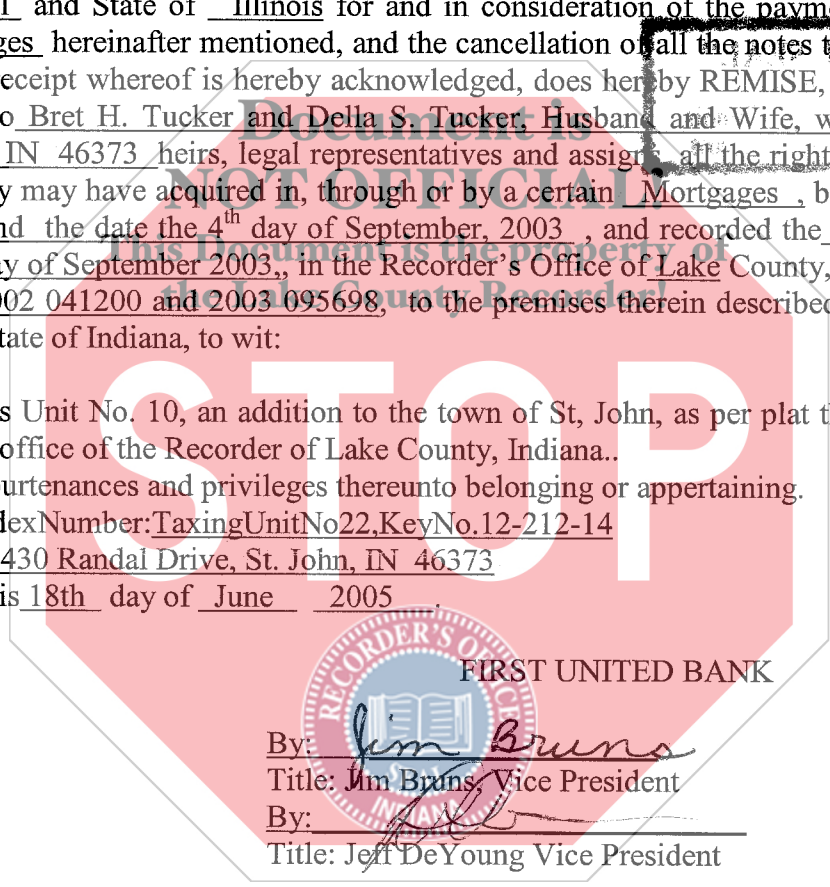 and State of Illinois for and in consideration of the payme
ges hereinafter mentioned, and the cancellation of all the notes t
eceipt whereof is hereby acknowledged, does hereby REMISE,
o Bret H. Tucker and Della S. Tucker, Husband and Wife, w
IN 46373 heirs, legal representatives and assign all the right
y may have acquired in, through or by a certain Mortgages , b
nd the date the 4th day of September, 2003 , and recorded the
ay of September 2003,, in the Recorder's Office of Lake County,
002 041200 and 2003 095698, to the premises therein described
tate of Indiana, to wit:
Document is
NOT OFFICIAL!
This Document is the property of
the Lake County Recorder!
STOP
s Unit No. 10, an addition to the town of St, John, as per plat t
office of the Recorder of Lake County, Indiana..
urtenances and privileges thereunto belonging or appertaining.
dexNumber:TaxingUnitNo22,KeyNo.12-212-14
430 Randal Drive, St. John, IN 46373
is 18th day of June 2005 .
RECORDER'S OFFICE
SEAL
INDIANA
FIRST UNITED BANK
By: Jim Bruns
Title: Jim Bruns, Vice President
By:
Title: Jeff DeYoung Vice President